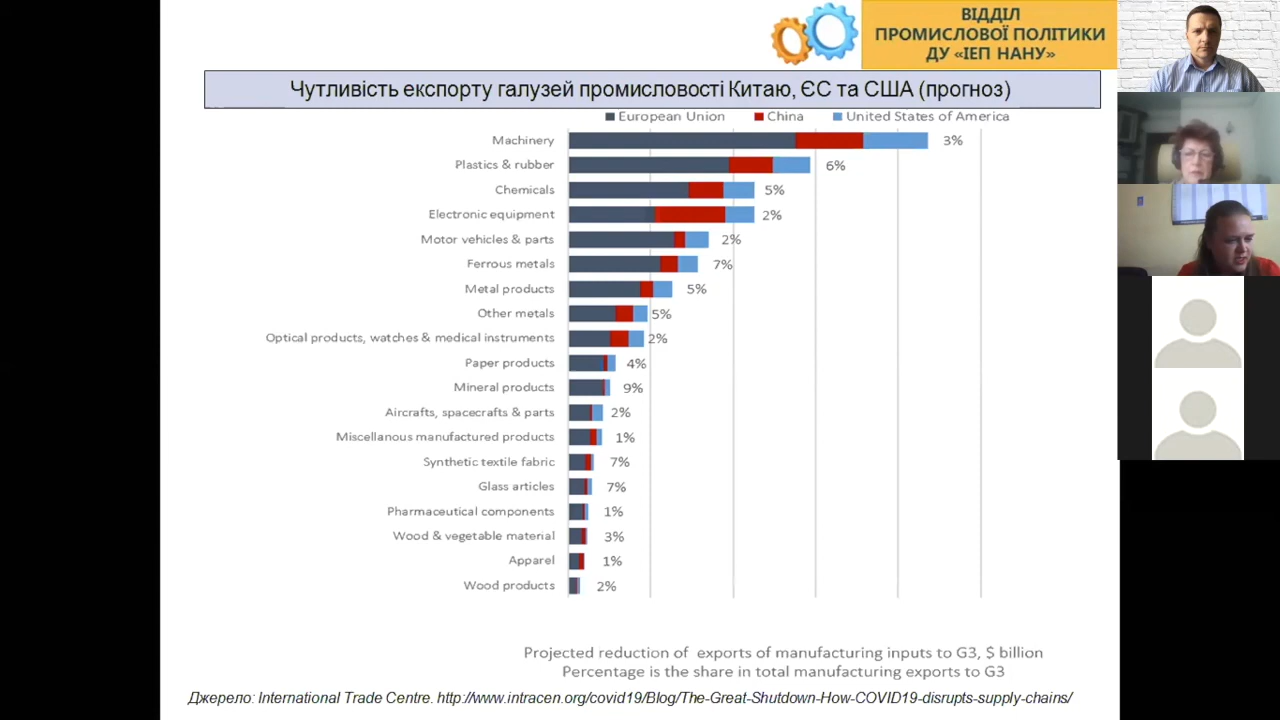 ВІДДІЛ
ПРОМИСЛОВОЇ ПОЛІТИКИ
ДУ «ІЕП НАНУ»
Чутливість експорту галузей промисловості Китаю, ЄС та США (прогноз)
European Union China United States of America
Machinery 3%
Plastics & rubber 6%
Chemicals 5%
Electronic equipment 2%
Motor vehicles & parts 2%
Ferrous metals 7%
Metal products 5%
Other metals 5%
Optical products, watches & medical instruments 2%
Paper products 4%
Mineral products 9%
Aircrafts, spacecrafts & parts 2%
Miscellanous manufactured products 1%
Synthetic textile fabric 7%
Glass articles 7%
Pharmaceutical components 1%
Wood & vegetable material 3%
Apparel 1%
Wood products 2%
Projected reduction of exports of manufacturing inputs to G3, $ billion
Percentage is the share in total manufacturing exports to G3
Джерело: International Trade Centre. http://www.intracen.org/covid19/Blog/The-Great-Shutdown-How-COVID19-disrupts-supply-chains/